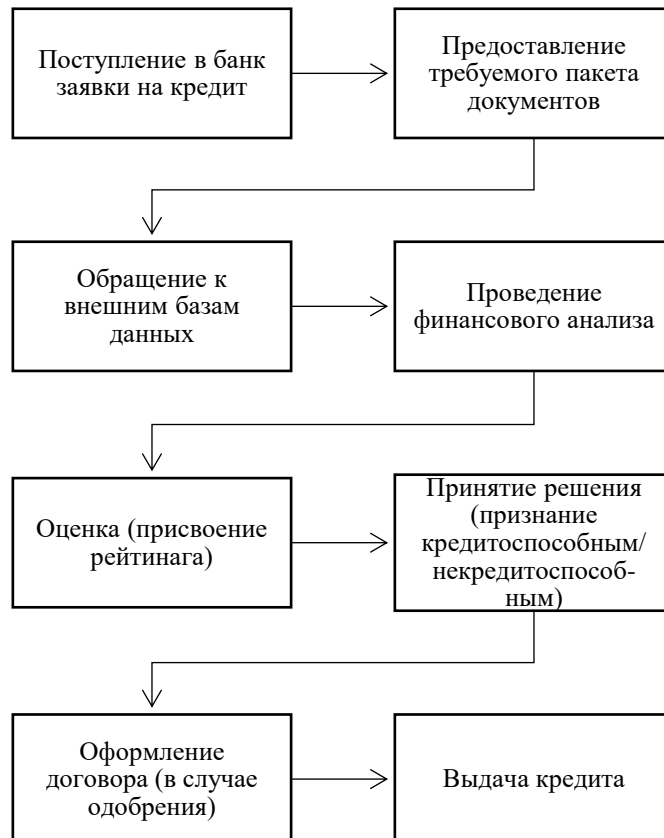 Поступление в банк
заявки на кредит
Предоставление
требуемого пакета
документов
Обращение к
внешним базам
данных
Проведение
финансового анализа
Оценка (присвоение
рейтинага)
Принятие решения
(признание
кредитоспособным/
некредитоспособ-
ным)
Оформление
договора (в случае
одобрения)
Выдача кредита